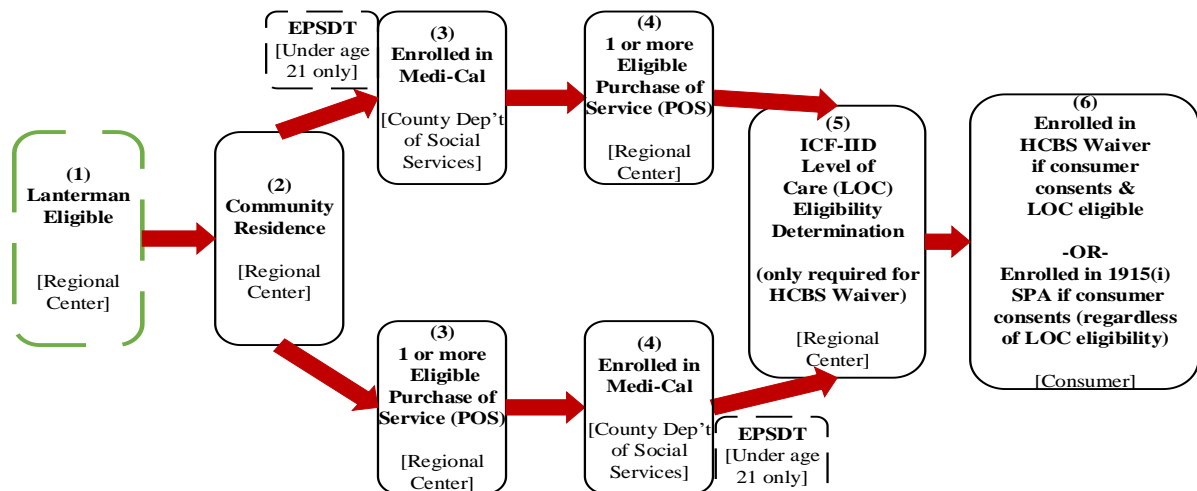 (1)
Lanterman
Eligible
[Regional
Center]
(2)
Community
Residence
[Regional
Center]
EPSDT
[Under age
21 only]
(3)
Enrolled in
Medi-Cal
[County Dep't
of Social
Services]
(4)
1 or more
Eligible
Purchase of
Service (POS)
[Regional
Center]
(3)
1 or more
Eligible
Purchase of
Service (POS)
[Regional
Center]
(4)
Enrolled in
Medi-Cal
[County Dep't
of Social
Services]
EPSDT
[Under age
21 only]
(5)
ICF-IID
Level of
Care (LOC)
Eligibility
Determination
(only required for
HCBS Waiver)
[Regional
Center]
(6)
Enrolled in
HCBS Waiver
if consumer
consents &
LOC eligible
-OR-
Enrolled in 1915(i)
SPA if consumer
consents (regardless
of LOC eligibility)
[Consumer]